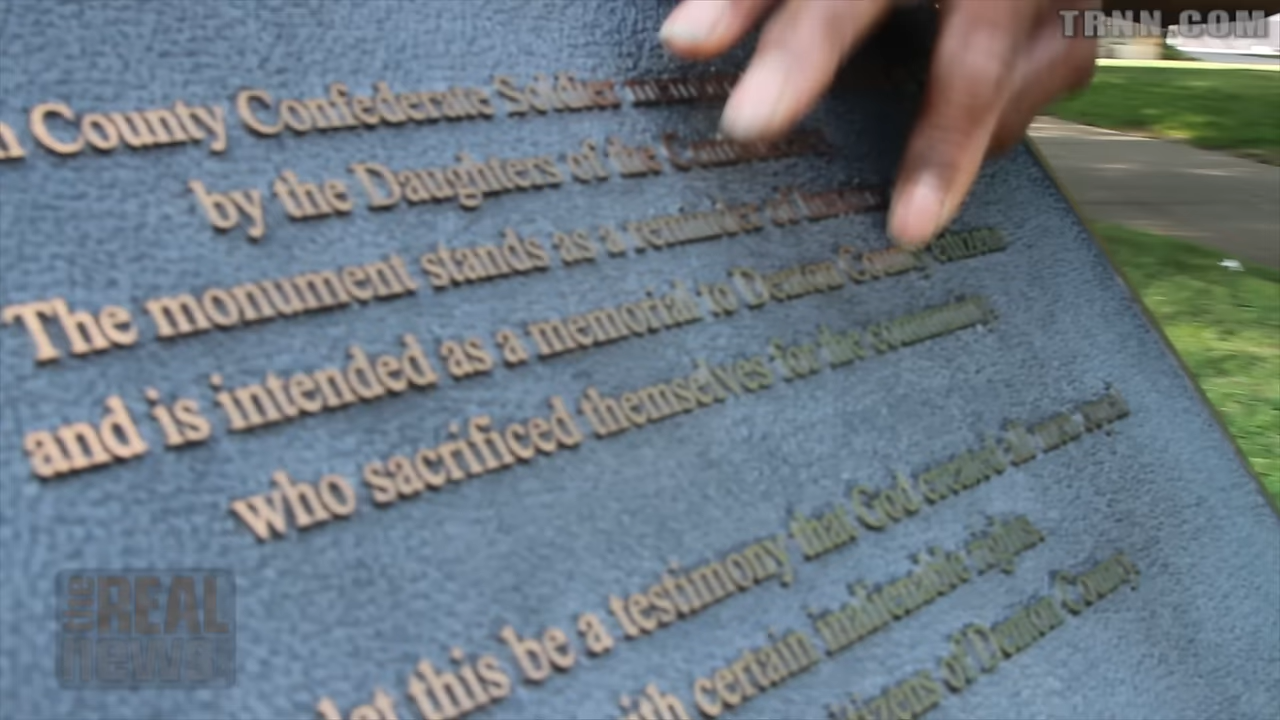 TRNN.COM
County Confederate Soldier
by the Daughters of the
The monument stands as a reminder of
and is intended as a memorial to Denton County citizens
who sacrificed themselves for the community
let this be a testimony that God created all men equal
with certain inalienable rights.
citizens of Denton County.
the REAL
news